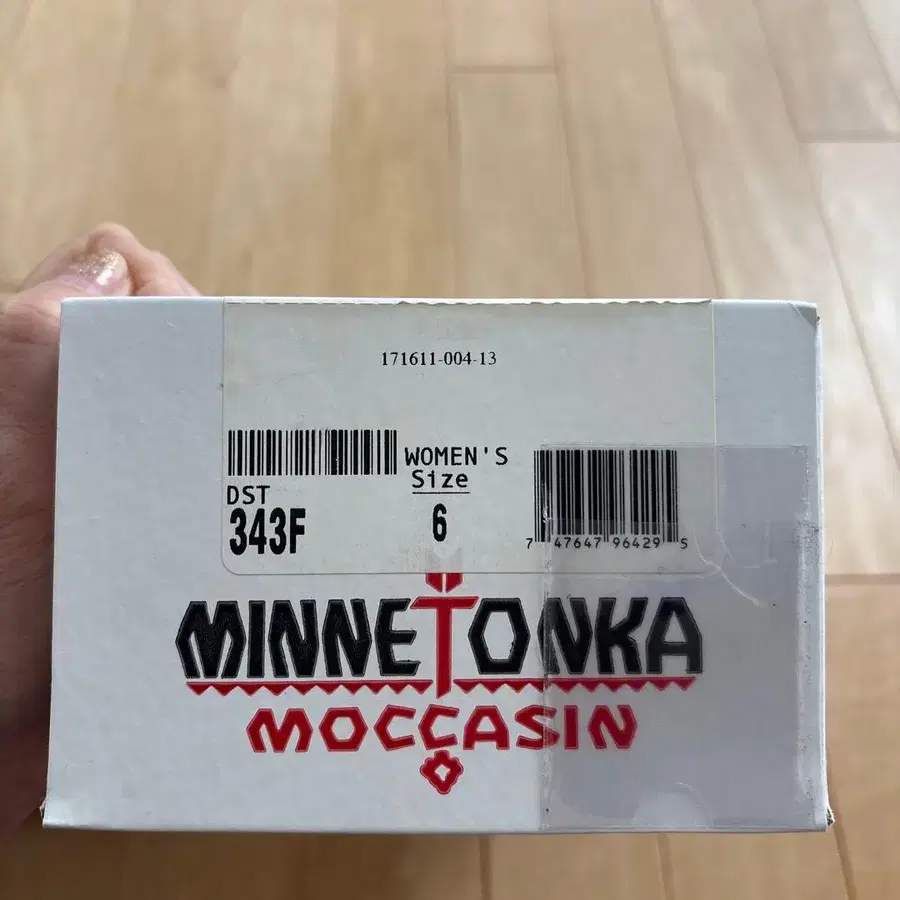 171611-004-13
WOMEN'S
Size
DST
343F
6
7 47647 96429 5
MINNETONKA
MOCCASIN